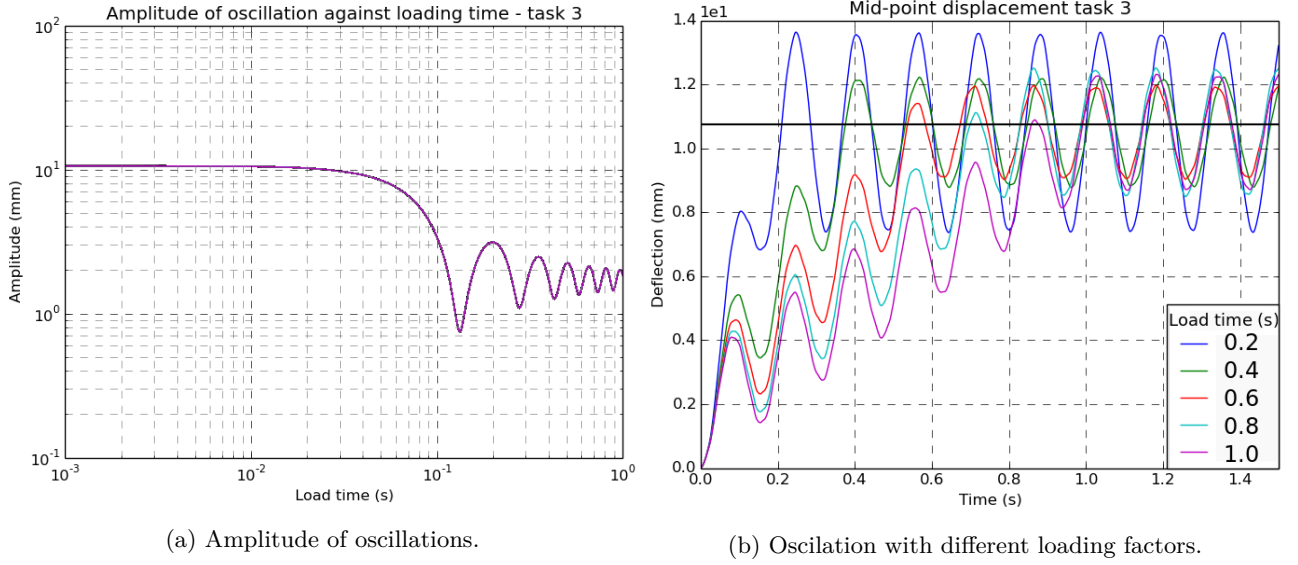 Amplitude of oscillation against loading time - task 3
10^2
10^1
10^0
10^-1
Amplitude (mm)
10^-3
10^-2
10^-1
10^0
Load time (s)
(a) Amplitude of oscillations.
Mid-point displacement task 3
1.4 1e1
1.2
1.0
0.8
0.6
0.4
0.2
0.0
Deflection (mm)
0.0
0.2
0.4
0.6
0.8
1.0
1.2
1.4
Time (s)
Load time (s)
0.2
0.4
0.6
0.8
1.0
(b) Oscilation with different loading factors.